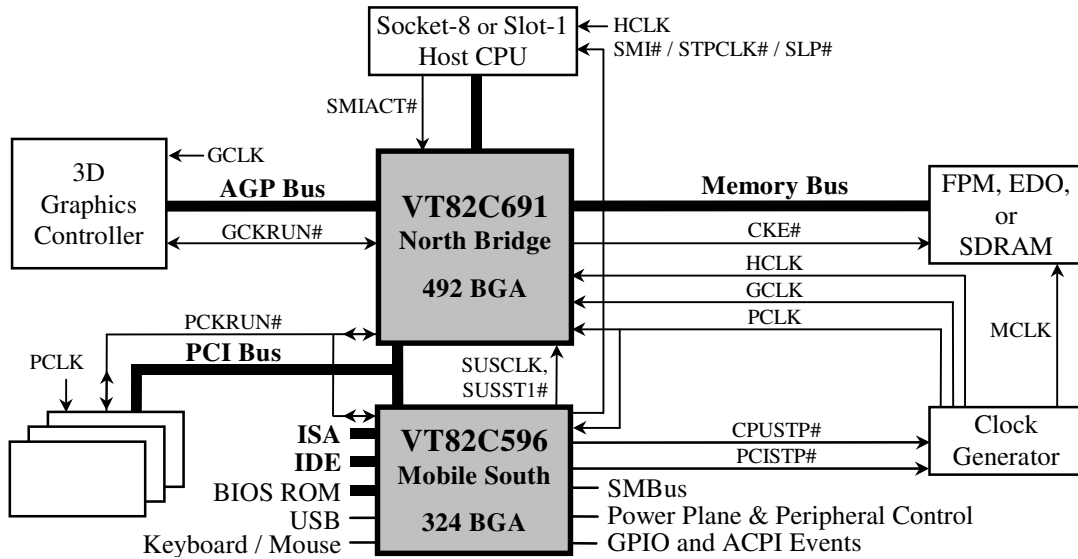 Socket-8 or Slot-1
Host CPU
HCLK
SMI# / STPCLK# / SLP#
SMIACT#
3D
Graphics
Controller
GCLK
AGP Bus
GCKRUN#
VT82C691
North Bridge
492 BGA
Memory Bus
CKE#
HCLK
GCLK
PCLK
FPM, EDO,
or
SDRAM
MCLK
PCKRUN#
PCI Bus
PCLK
SUSCLK,
SUSST1#
VT82C596
Mobile South
324 BGA
ISA
IDE
BIOS ROM
USB
Keyboard / Mouse
CPUSTP#
PCISTP#
Clock
Generator
SMBus
Power Plane & Peripheral Control
GPIO and ACPI Events